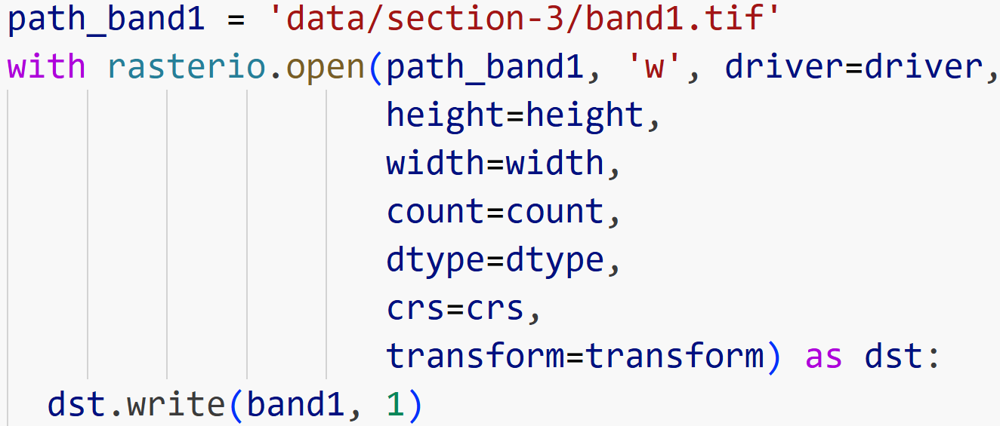 path_band1 = 'data/section-3/band1.tif'
with rasterio.open(path_band1, 'w', driver=driver,
height=height,
width=width,
count=count,
dtype=dtype,
crs=crs,
transform=transform) as dst:
dst.write(band1, 1)